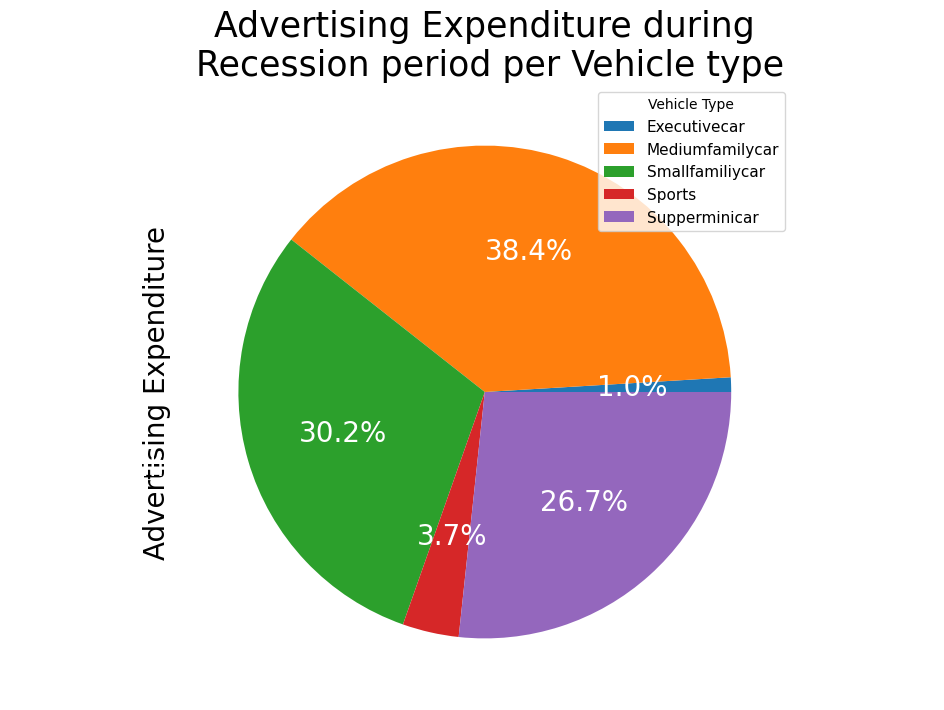 Advertising Expenditure during
Recession period per Vehicle type
Vehicle Type
Executivecar
Mediumfamilycar
Smallfamiliycar
Sports
Supperminicar
Advertising Expenditure
38.4%
1.0%
30.2%
26.7%
3.7%